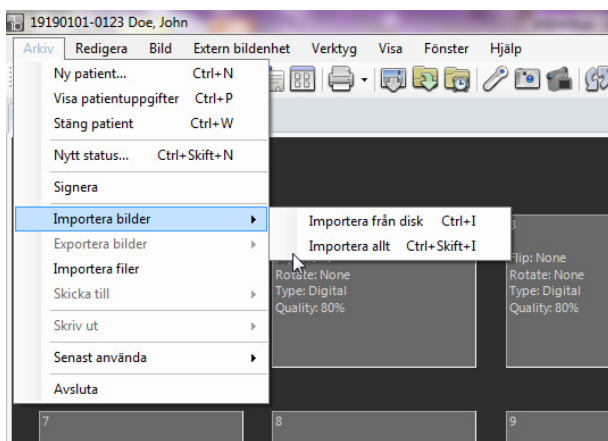 19190101-0123 Doe, John
Arkiv Redigera Bild Extern bildenhet Verktyg Visa Fönster Hjälp
Ny patient... Ctrl+N
Visa patientuppgifter Ctrl+P
Stäng patient Ctrl+W
Nytt status... Ctrl+Skift+N
Signera
Importera bilder
Importera från disk Ctrl+I
Importera allt Ctrl+Skift+I
Exportera bilder
Importera filer
Skicka till
Skriv ut
Senast använda
Avsluta
Rotate: None
Type: Digital
Quality: 80%
Flip: None
Rotate: None
Type: Digital
Quality: 80%
7
8
9